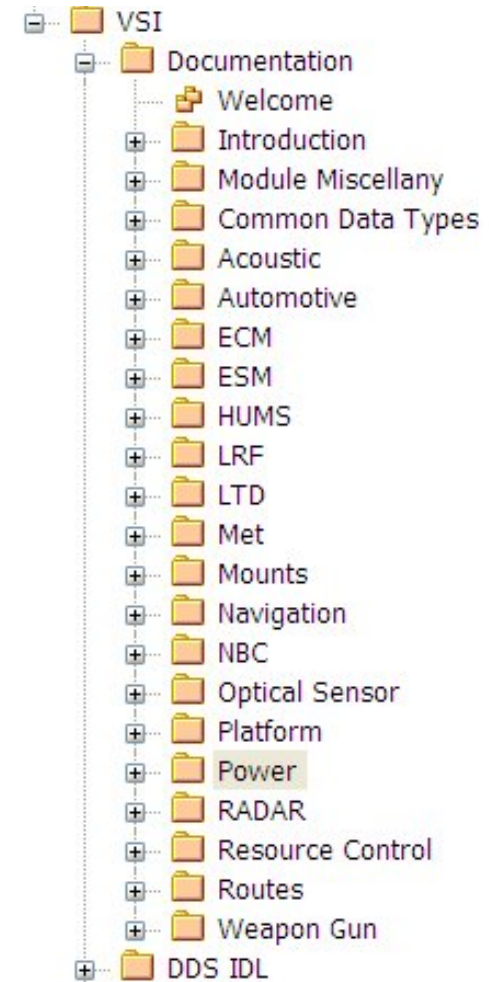 VSI
Documentation
Welcome
Introduction
Module Miscellany
Common Data Types
Acoustic
Automotive
ECM
ESM
HUMS
LRF
LTD
Met
Mounts
Navigation
NBC
Optical Sensor
Platform
Power
RADAR
Resource Control
Routes
Weapon Gun
DDS IDL